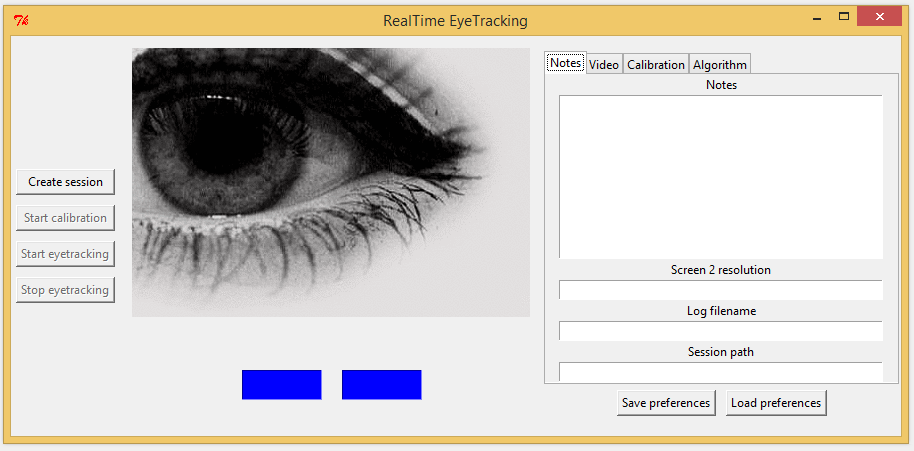 RealTime EyeTracking
Create session
Start calibration
Start eyetracking
Stop eyetracking
Notes Video Calibration Algorithm
Notes
Screen 2 resolution
Log filename
Session path
Save preferences Load preferences